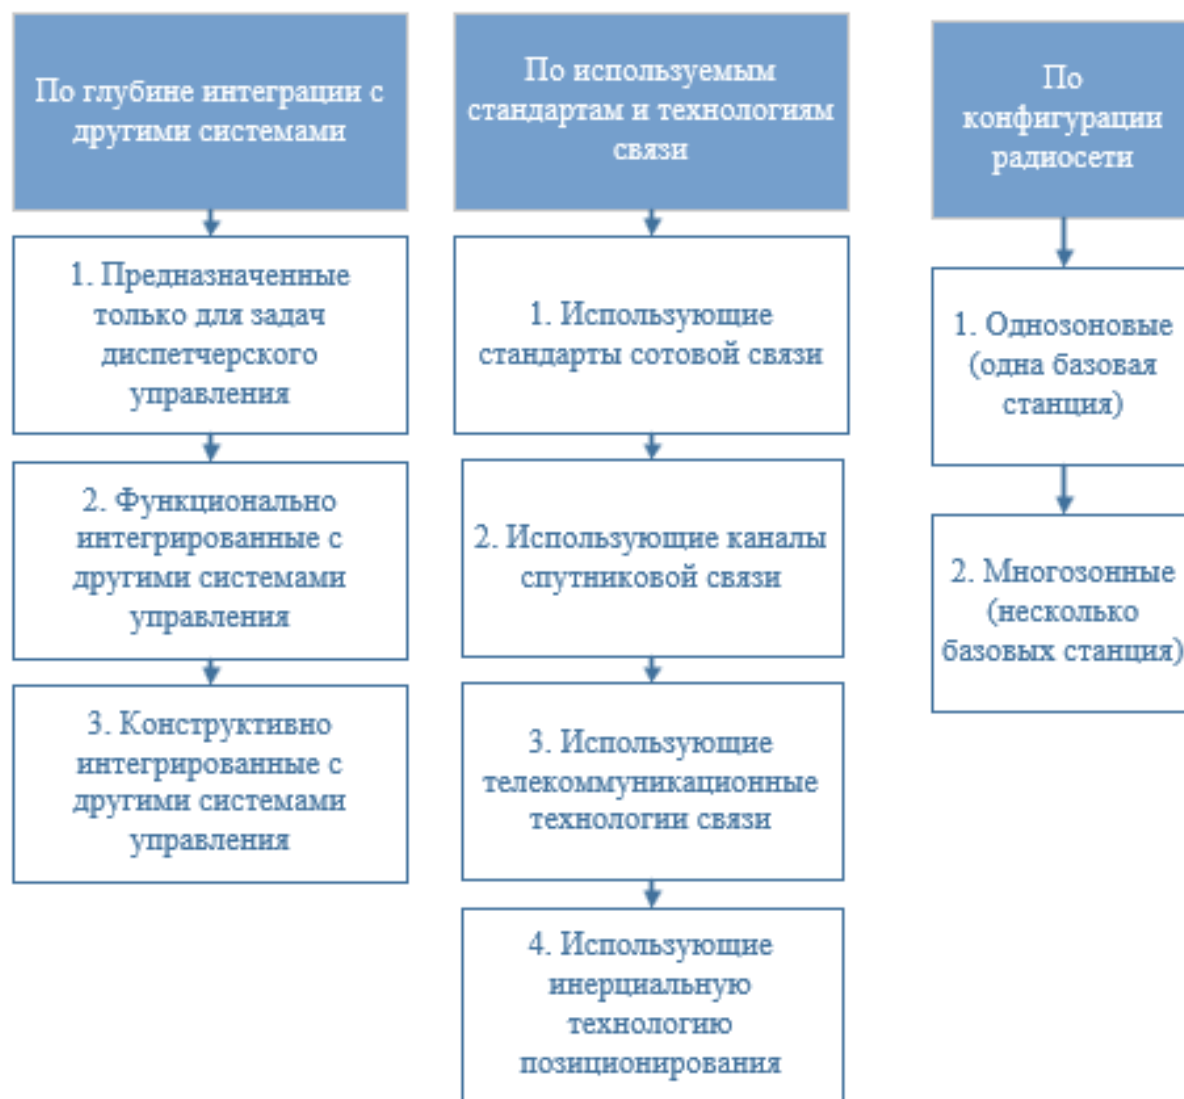 По глубине интеграции с
другими системами
1. Предназначенные
только для задач
диспетчерского
управления
2. Функционально
интегрированные с
другими системами
управления
3. Конструктивно
интегрированные с
другими системами
управления
По используемым
стандартам и технологиям
связи
1. Использующие
стандарты сотовой связи
2. Использующие каналы
спутниковой связи
3. Использующие
телекоммуникационные
технологии связи
4. Использующие
инерциальную
технологию
позиционирования
По
конфигурации
радиосети
1. Однозоновые
(одна базовая
станция)
2. Многозонные
(несколько
базовых станция)